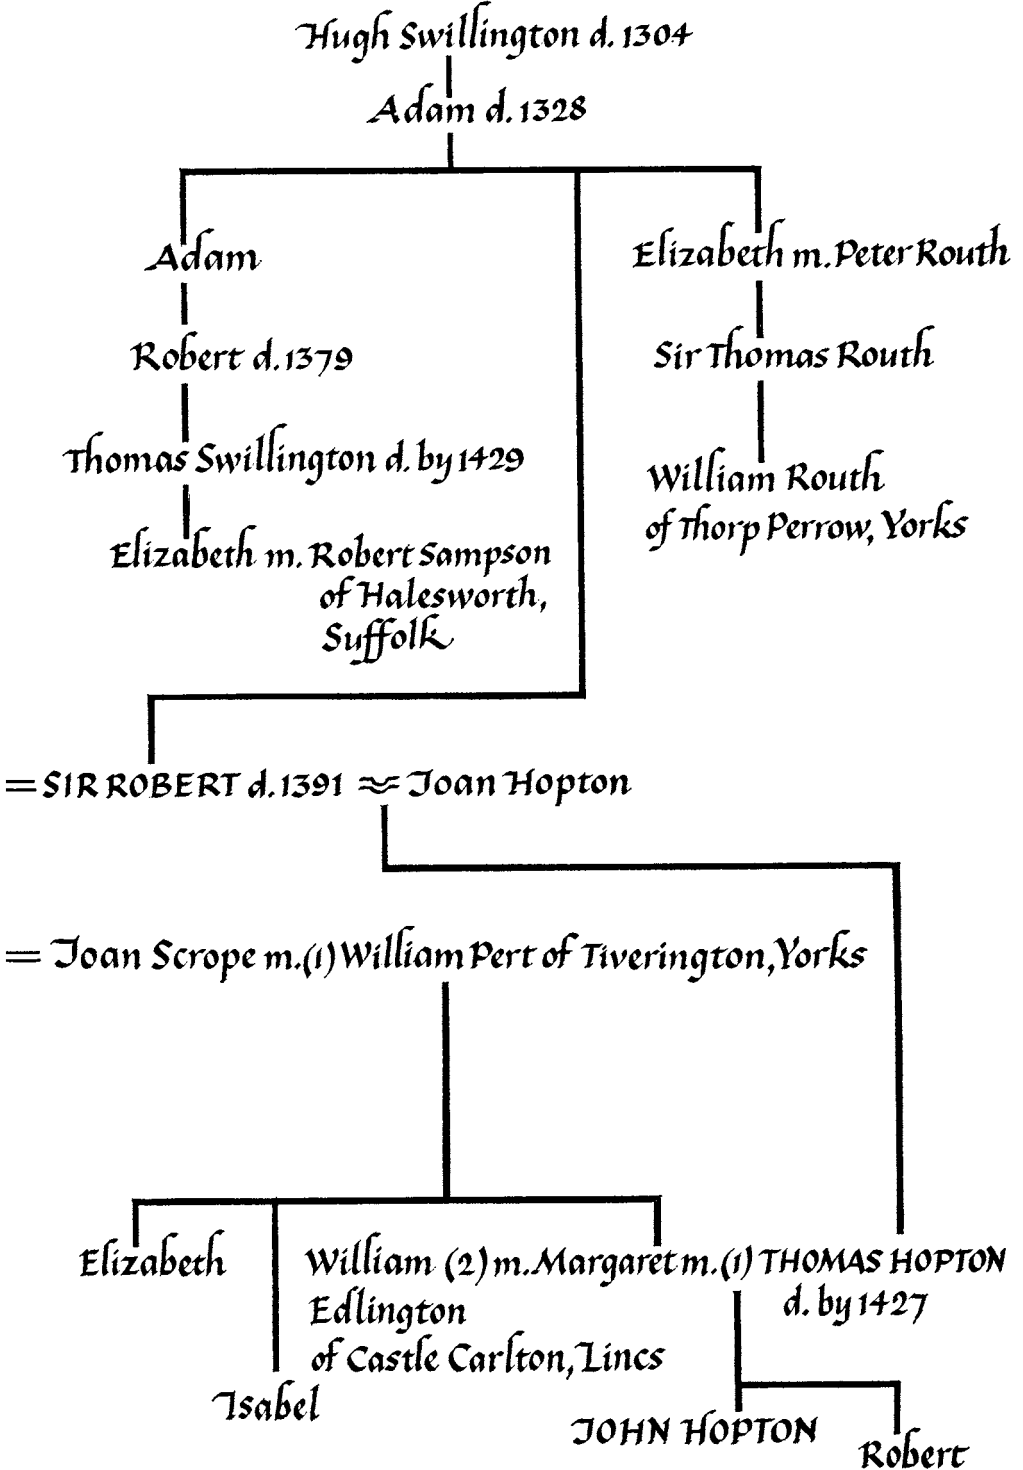 Hugh Swillington d. 1304
Adam d. 1328
Adam
Elizabeth m. Peter Routh
Robert d. 1379
Sir Thomas Routh
Thomas Swillington d. by 1429
William Routh
of Thorp Perrow, Yorks
Elizabeth m. Robert Sampson
of Halesworth,
Suffolk
= SIR ROBERT d. 1391 ≈ Joan Hopton
= Joan Scrope m. (1) William Pert of Tiverington, Yorks
Elizabeth
William (2) m. Margaret m. (1) THOMAS HOPTON
Edlington
d. by 1427
of Castle Carlton, Lincs
Isabel
JOHN HOPTON
Robert